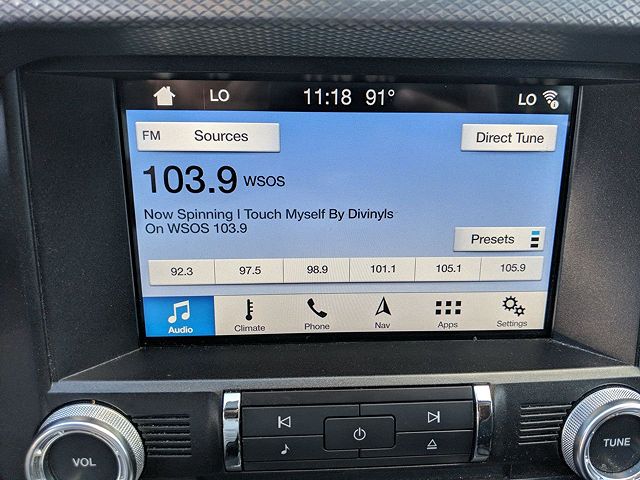 LO 11:18 91° LO
FM Sources Direct Tune
103.9 WSOS
Now Spinning I Touch Myself By Divinyls
On WSOS 103.9
Presets
92.3 97.5 98.9 101.1 105.1 105.9
Audio Climate Phone Nav Apps Settings
VOL TUNE